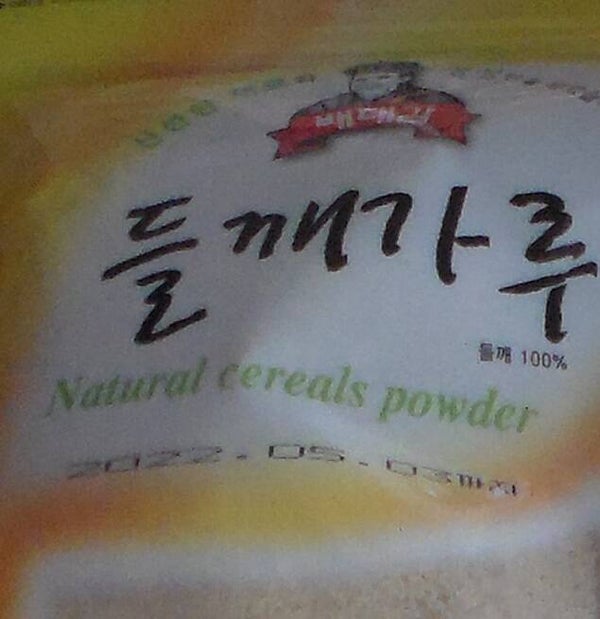 들깨가루
들깨 100%
Natural cereals powder
2022.05.03까지